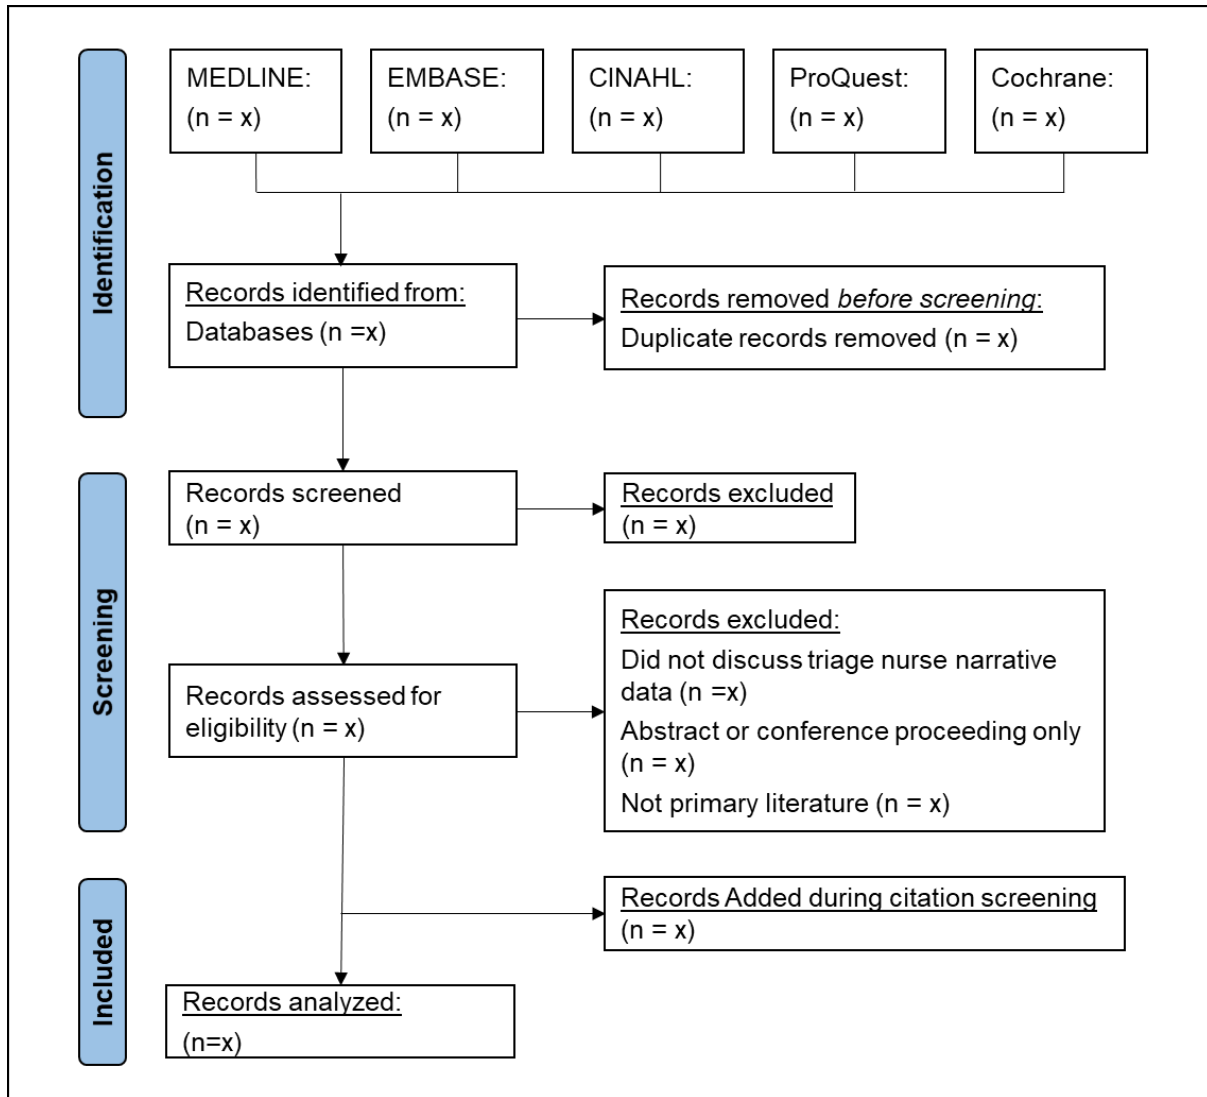 Identification
MEDLINE:
(n = x)
EMBASE:
(n = x)
CINAHL:
(n = x)
ProQuest:
(n = x)
Cochrane:
(n = x)
Records identified from:
Databases (n =x)
Records removed before screening:
Duplicate records removed (n = x)
Screening
Records screened
(n = x)
Records excluded
(n = x)
Records assessed for
eligibility (n = x)
Records excluded:
Did not discuss triage nurse narrative
data (n =x)
Abstract or conference proceeding only
(n = x)
Not primary literature (n = x)
Included
Records Added during citation screening
(n = x)
Records analyzed:
(n=x)